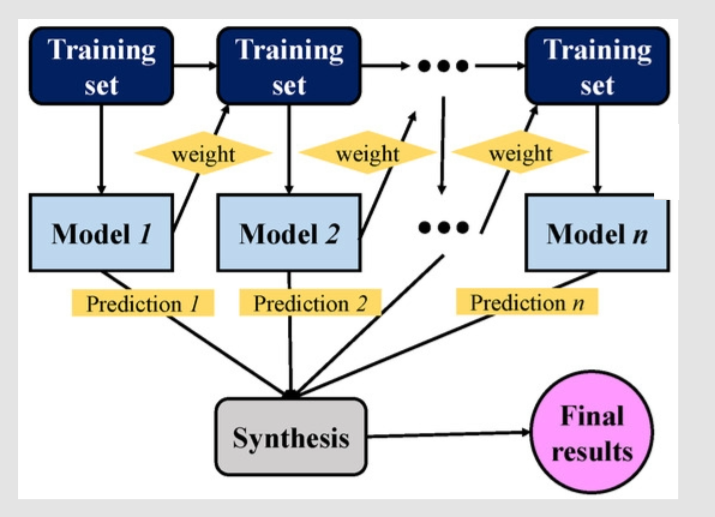 Training
set
Training
set
Training
set
weight
weight
weight
Model 1
Model 2
Model n
Prediction 1
Prediction 2
Prediction n
Synthesis
Final
results